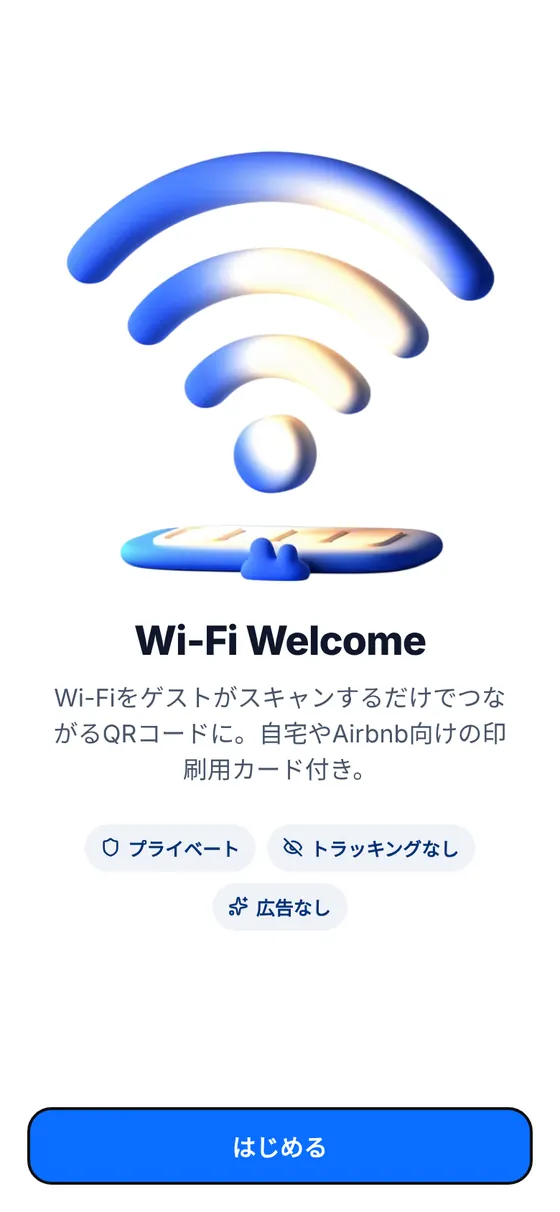 Wi-Fi Welcome
Wi-Fiをゲストがスキャンするだけでつな
がるQRコードに。自宅やAirbnb向けの印
刷用カード付き。
プライベート
トラッキングなし
広告なし
はじめる